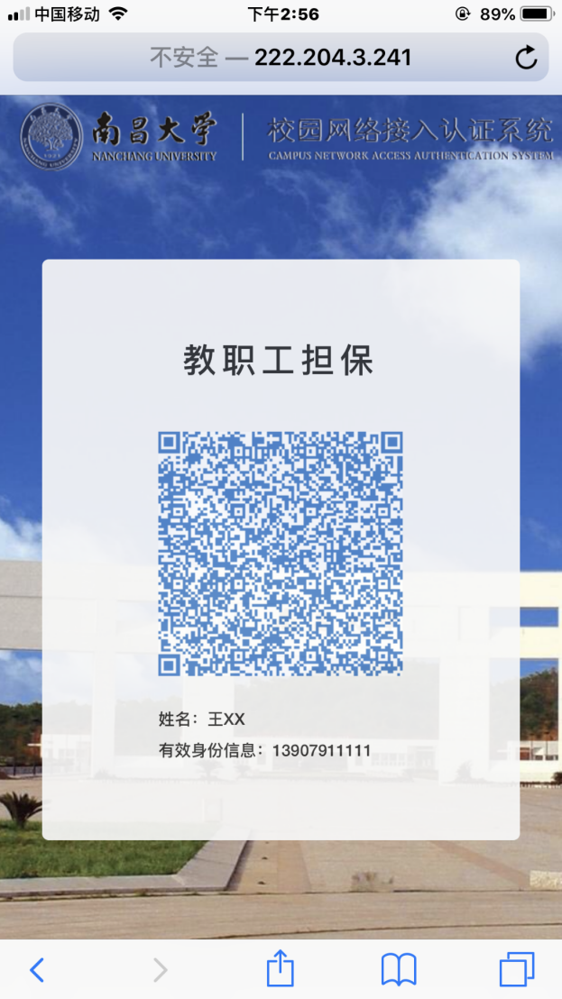 中国移动 下午2:56 89%
不安全 — 222.204.3.241
南昌大学 校园网络接入认证系统
NANCHANG UNIVERSITY CAMPUS NETWORK ACCESS AUTHENTICATION SYSTEM
教职工担保
姓名：王XX
有效身份信息：13907911111